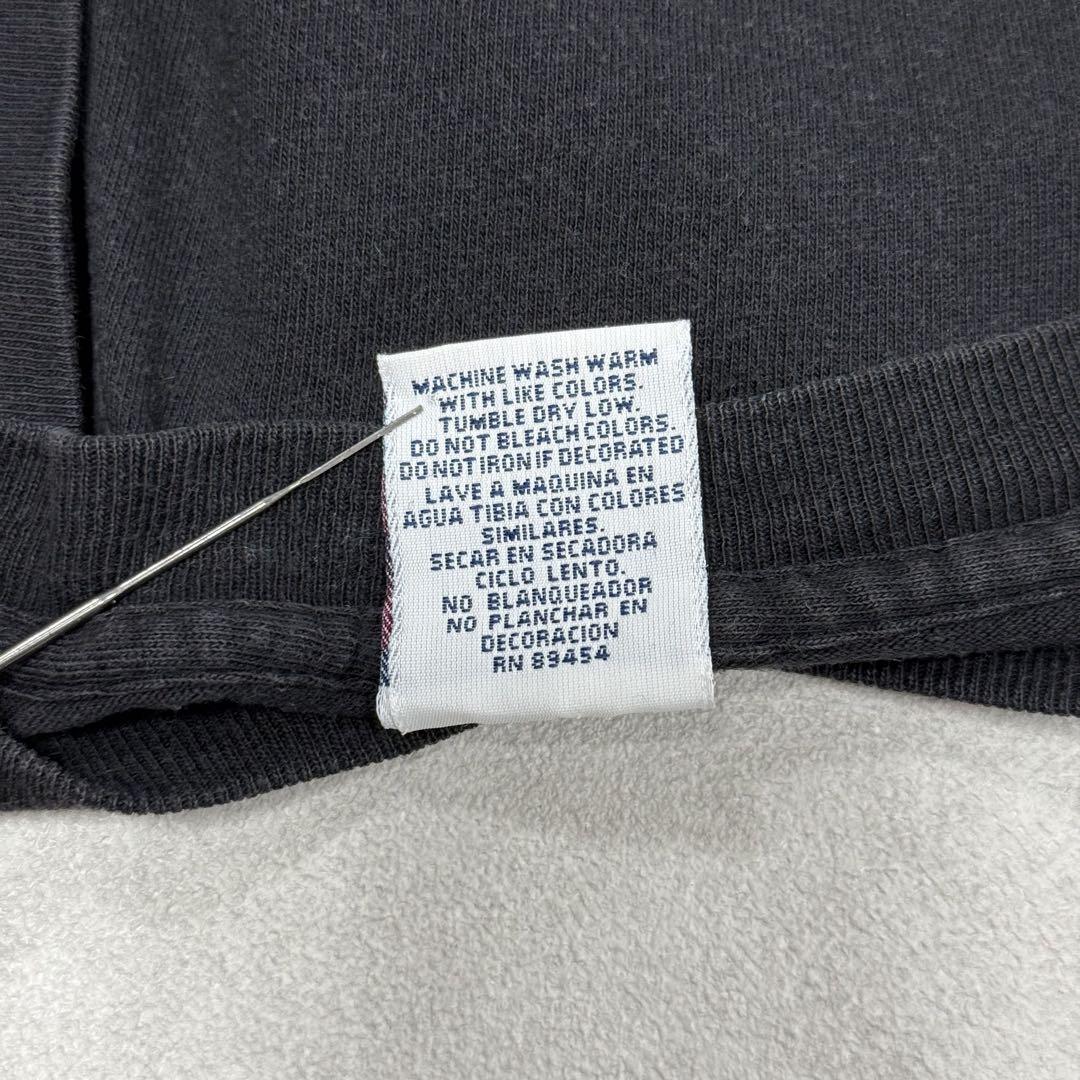 MACHINE WASH WARM
WITH LIKE COLORS.
TUMBLE DRY LOW.
DO NOT BLEACH COLORS.
DO NOT IRON IF DECORATED
LAVE A MAQUINA EN
AGUA TIBIA CON COLORES
SIMILARES.
SECAR EN SECADORA
CICLO LENTO.
NO BLANQUEADOR
NO PLANCHAR EN
DECORACION
RN 89454